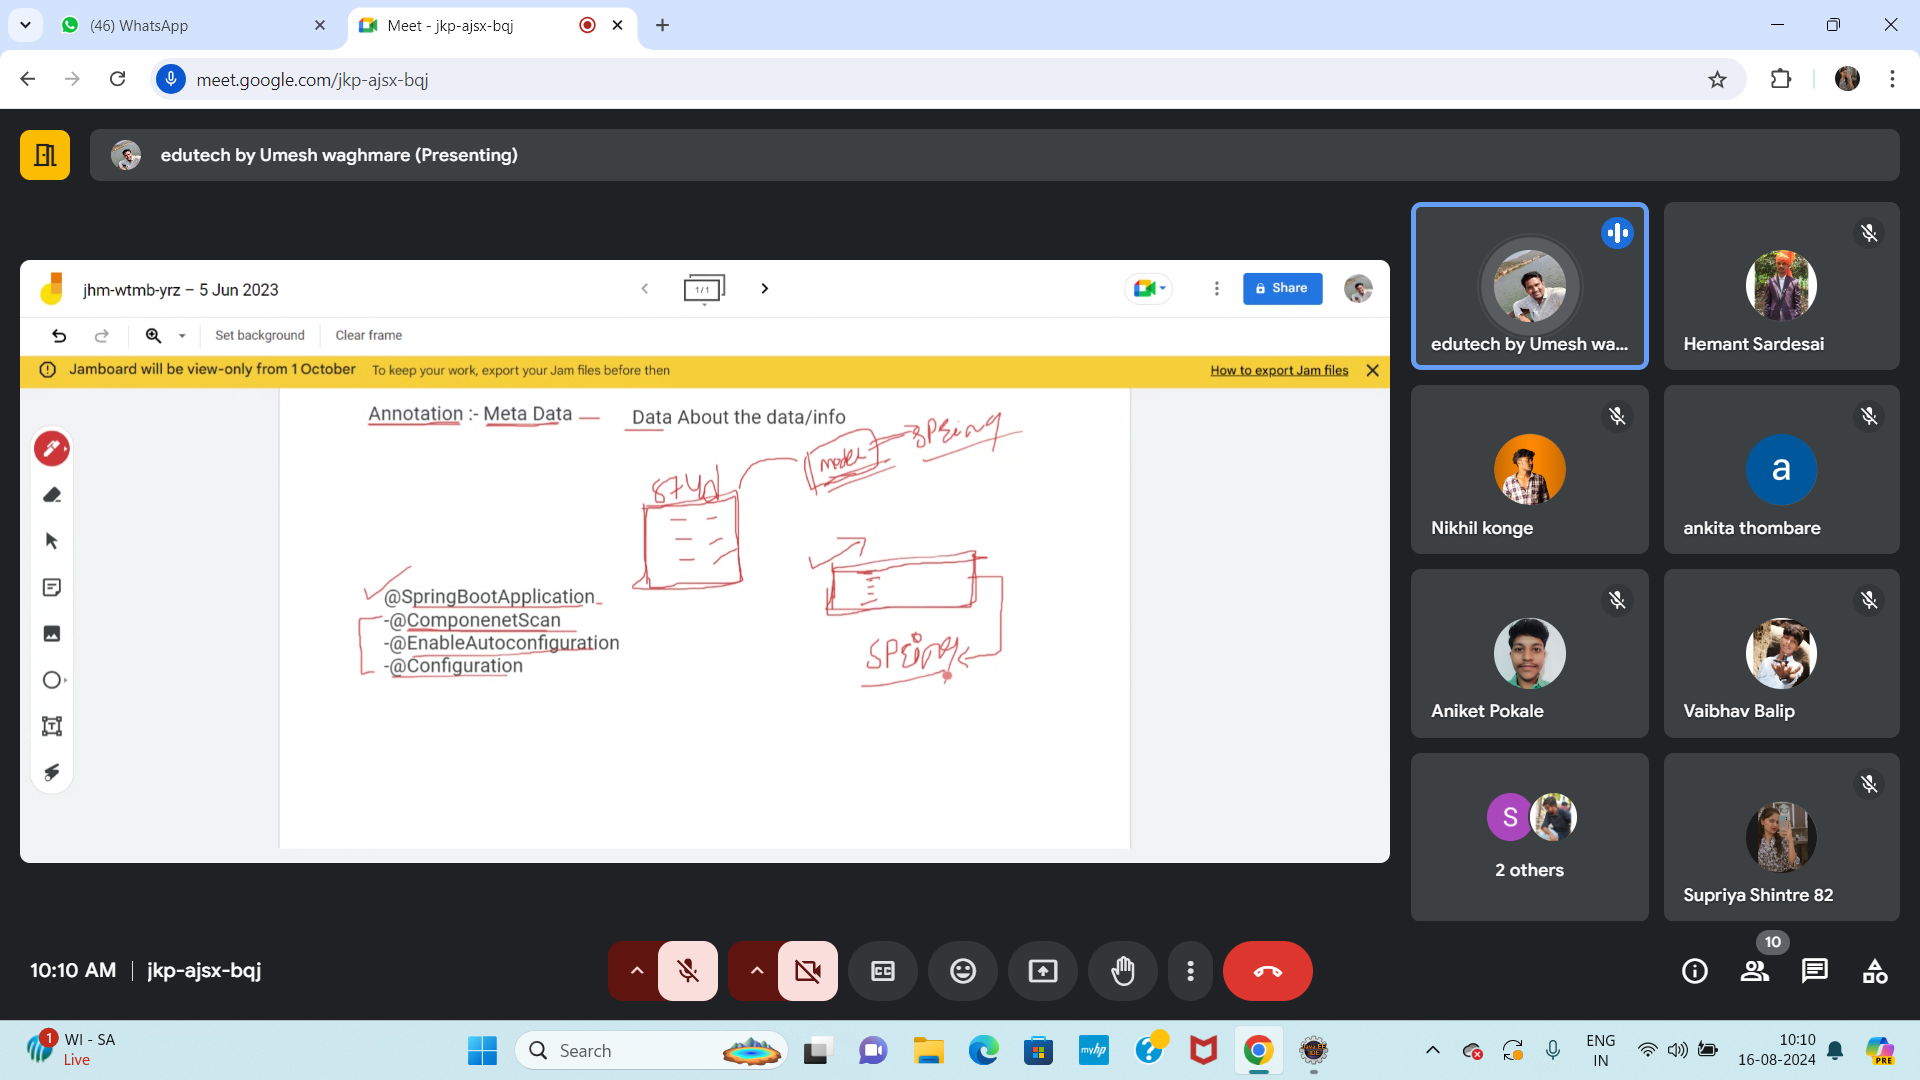 (46) WhatsApp
Meet - jkp-ajsx-bqj
meet.google.com/jkp-ajsx-bqj
edutech by Umesh waghmare (Presenting)
jhm-wtmb-yrz – 5 Jun 2023
1/1
Share
Set background
Clear frame
Jamboard will be view-only from 1 October
To keep your work, export your Jam files before then
How to export Jam files
Annotation :- Meta Data
Data About the data/info
model
Spring
@SpringBootApplication
-@ComponenetScan
-@EnableAutoconfiguration
-@Configuration
Spring
edutech by Umesh wa...
Hemant Sardesai
Nikhil konge
a
ankita thombare
Aniket Pokale
Vaibhav Balip
S
2 others
Supriya Shintre 82
10:10 AM
jkp-ajsx-bqj
10
1
WI - SA
Live
Search
myhp
ENG
IN
10:10
16-08-2024
PRE